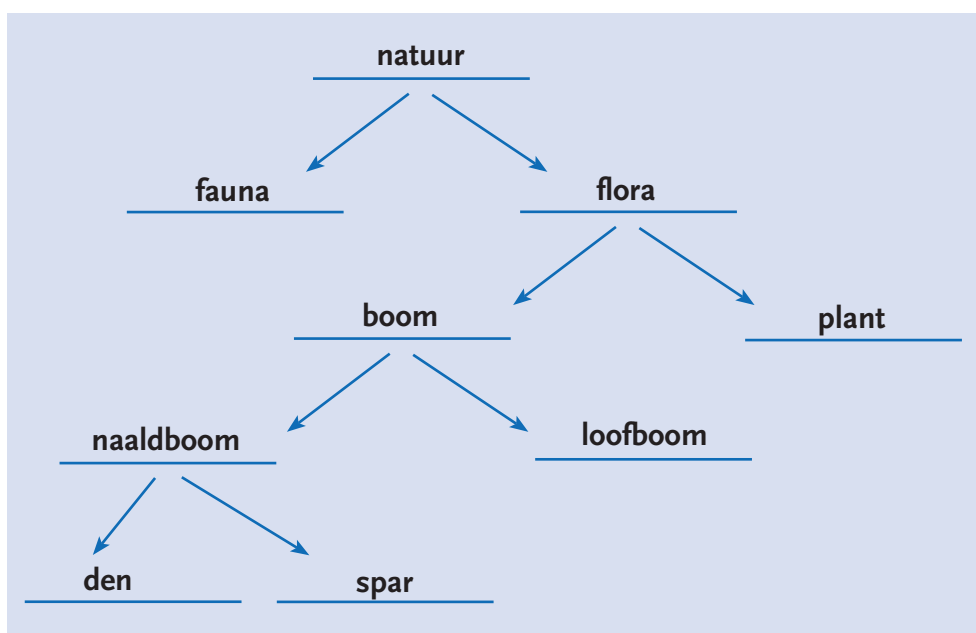 natuur
fauna
flora
boom
plant
naaldboom
loofboom
den
spar